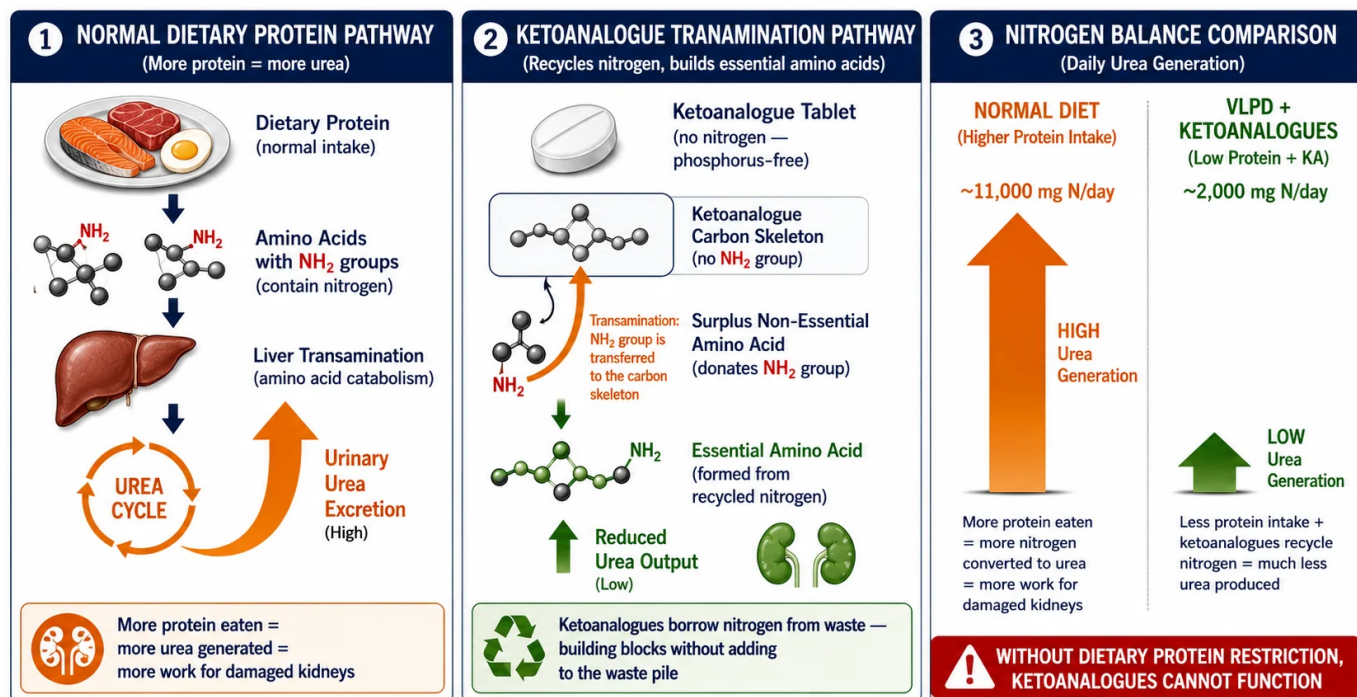 1 NORMAL DIETARY PROTEIN PATHWAY
(More protein = more urea)
Dietary Protein
(normal intake)
NH₂
NH₂
Amino Acids
with NH₂ groups
(contain nitrogen)
Liver Transamination
(amino acid catabolism)
UREA
CYCLE
Urinary
Urea
Excretion
(High)
More protein eaten =
more urea generated =
more work for damaged kidneys
2 KETOANALOGUE TRANAMINATION PATHWAY
(Recycles nitrogen, builds essential amino acids)
Ketoanalogue Tablet
(no nitrogen —
phosphorus-free)
Ketoanalogue
Carbon Skeleton
(no NH₂ group)
Transamination:
NH₂ group is
transferred
to the carbon
skeleton
NH₂
Surplus Non-Essential
Amino Acid
(donates NH₂ group)
NH₂
Essential Amino Acid
(formed from
recycled nitrogen)
Reduced
Urea Output
(Low)
Ketoanalogues borrow nitrogen from waste —
building blocks without adding
to the waste pile
3 NITROGEN BALANCE COMPARISON
(Daily Urea Generation)
NORMAL DIET
(Higher Protein Intake)
~11,000 mg N/day
HIGH
Urea
Generation
More protein eaten
= more nitrogen
converted to urea
= more work for
damaged kidneys
VLPD +
KETOANALOGUES
(Low Protein + KA)
~2,000 mg N/day
LOW
Urea
Generation
Less protein intake +
ketoanalogues recycle
nitrogen = much less
urea produced
WITHOUT DIETARY PROTEIN RESTRICTION,
KETOANALOGUES CANNOT FUNCTION